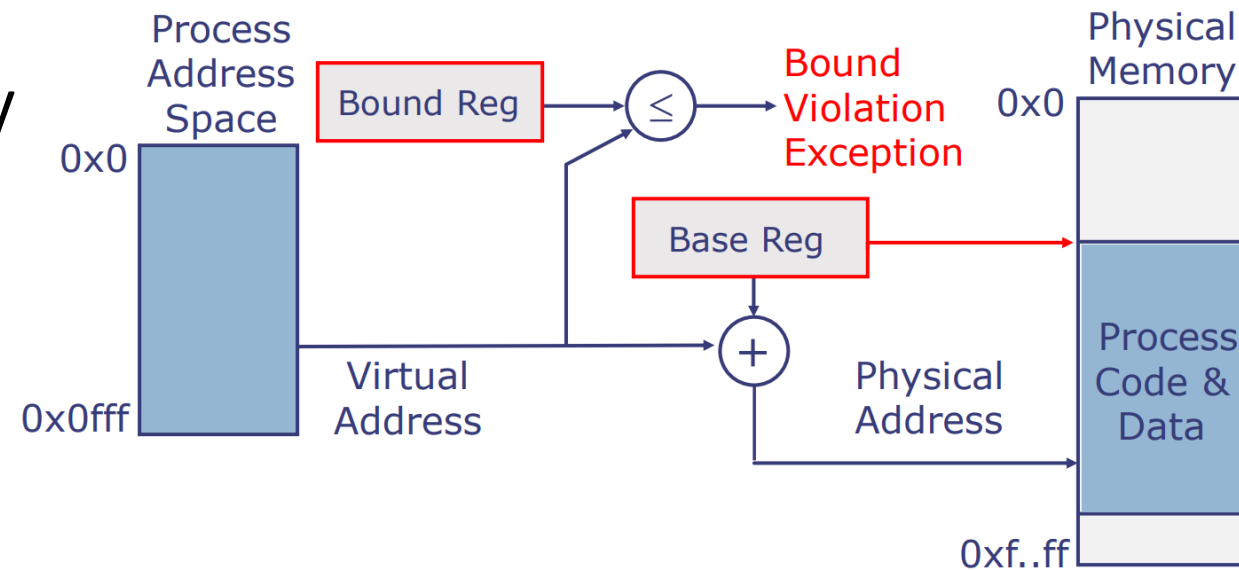 Process
Address
Space
0x0
0x0fff
Bound Reg
≤
Bound
Violation
Exception
Base Reg
+
Virtual
Address
Physical
Address
Physical
Memory
0x0
Process
Code &
Data
0xf..ff